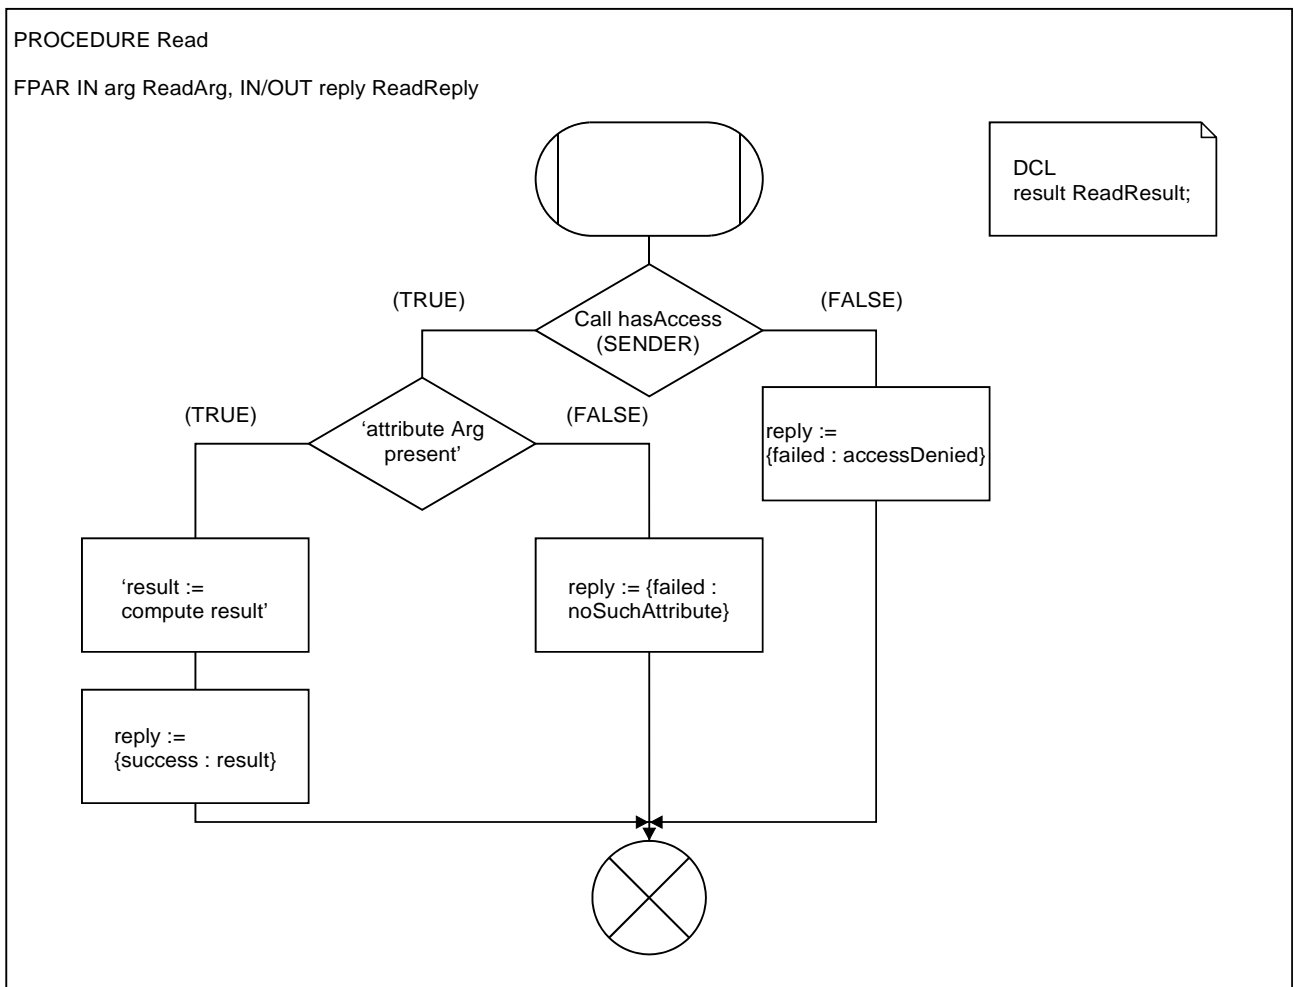 PROCEDURE Read
FPAR IN arg ReadArg, IN/OUT reply ReadReply
DCL
result ReadResult;
(TRUE)
(FALSE)
Call hasAccess
(SENDER)
(TRUE)
(FALSE)
‘attribute Arg
present’
reply :=
{failed : accessDenied}
‘result :=
compute result’
reply := {failed :
noSuchAttribute}
reply :=
{success : result}